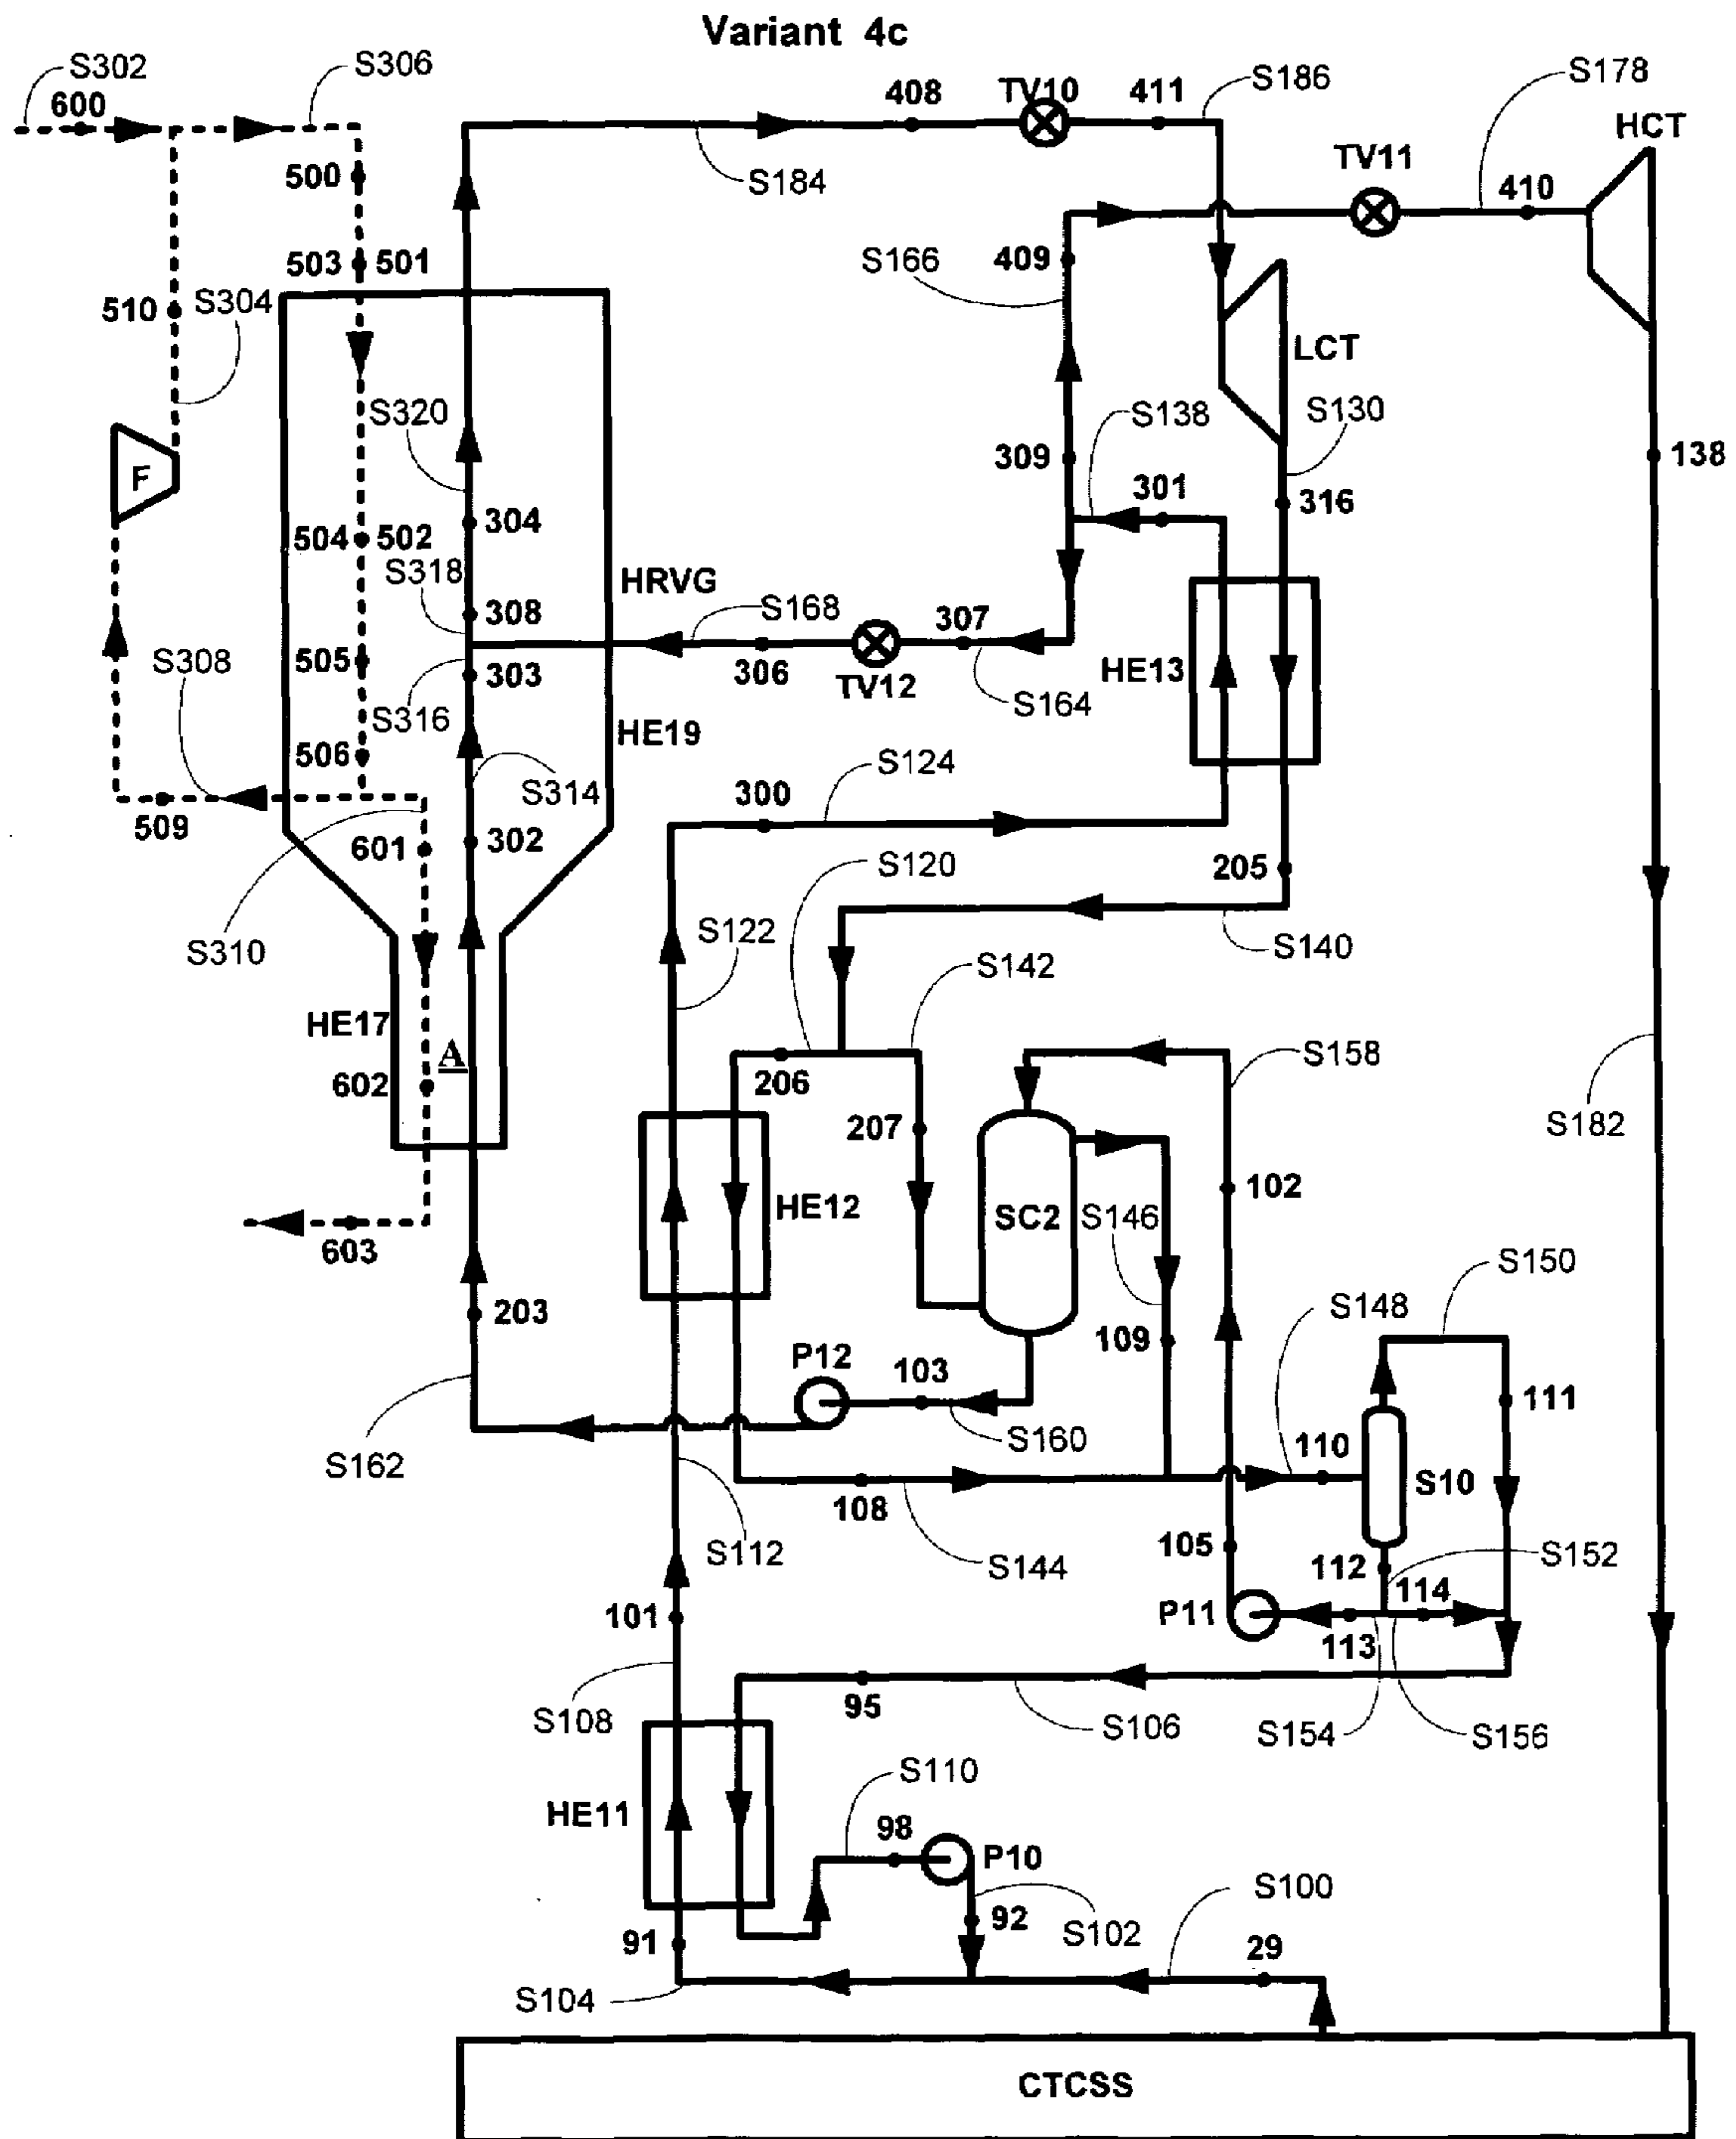 Variant 4c
S302
S306
600
408
TV10
411
S186
S178
HCT
500
S184
TV11
410
503
501
S166
409
510
S304
LCT
S320
S138
S130
F
309
301
138
316
304
504
502
S318
HRVG
308
S168
307
S308
505
303
306
TV12
HE13
S316
S164
506
HE19
S124
S314
300
509
302
601
S120
205
S122
S142
S310
S140
HE17
A
S158
206
602
207
S182
102
HE12
SC2
S146
603
S150
203
S148
109
P12
103
111
S162
S160
110
S10
108
S112
S144
105
S152
112
114
101
P11
113
95
S108
S106
S154
S156
S110
HE11
98
P10
S100
92
91
S102
29
S104
CTCSS